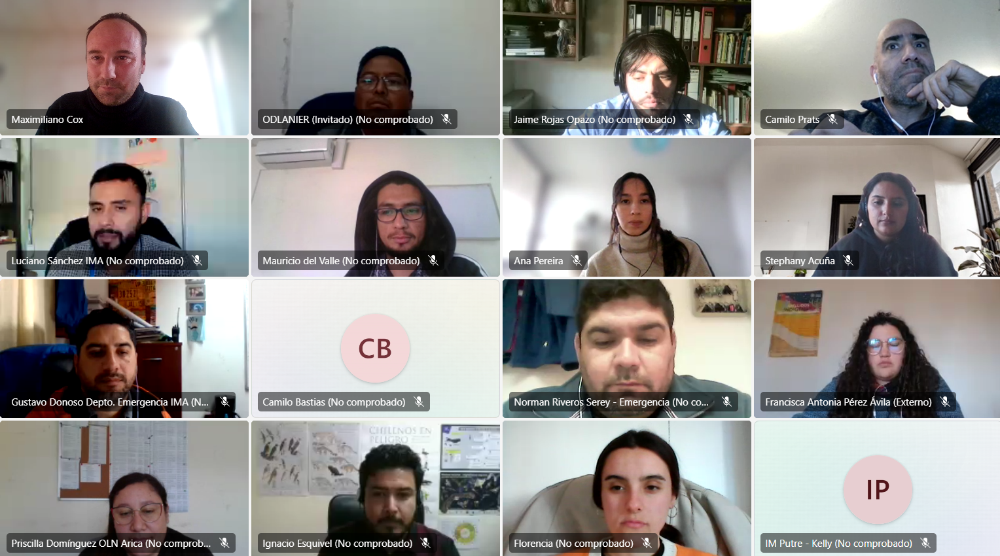 Maximiliano Cox
ODLANIER (Invitado) (No comprobado)
Jaime Rojas Opazo (No comprobado)
Camilo Prats
Luciano Sánchez IMA (No comprobado)
Mauricio del Valle (No comprobado)
Ana Pereira
Stephany Acuña
Gustavo Donoso Depto. Emergencia IMA (N...
CB
Camilo Bastias (No comprobado)
Norman Riveros Serey - Emergencia (No co...
Francisca Antonia Pérez Ávila (Externo)
CHILENOS EN
PELIGRO
Priscilla Domínguez OLN Arica (No comprob...
Ignacio Esquivel (No comprobado)
Florencia (No comprobado)
IP
IM Putre - Kelly (No comprobado)